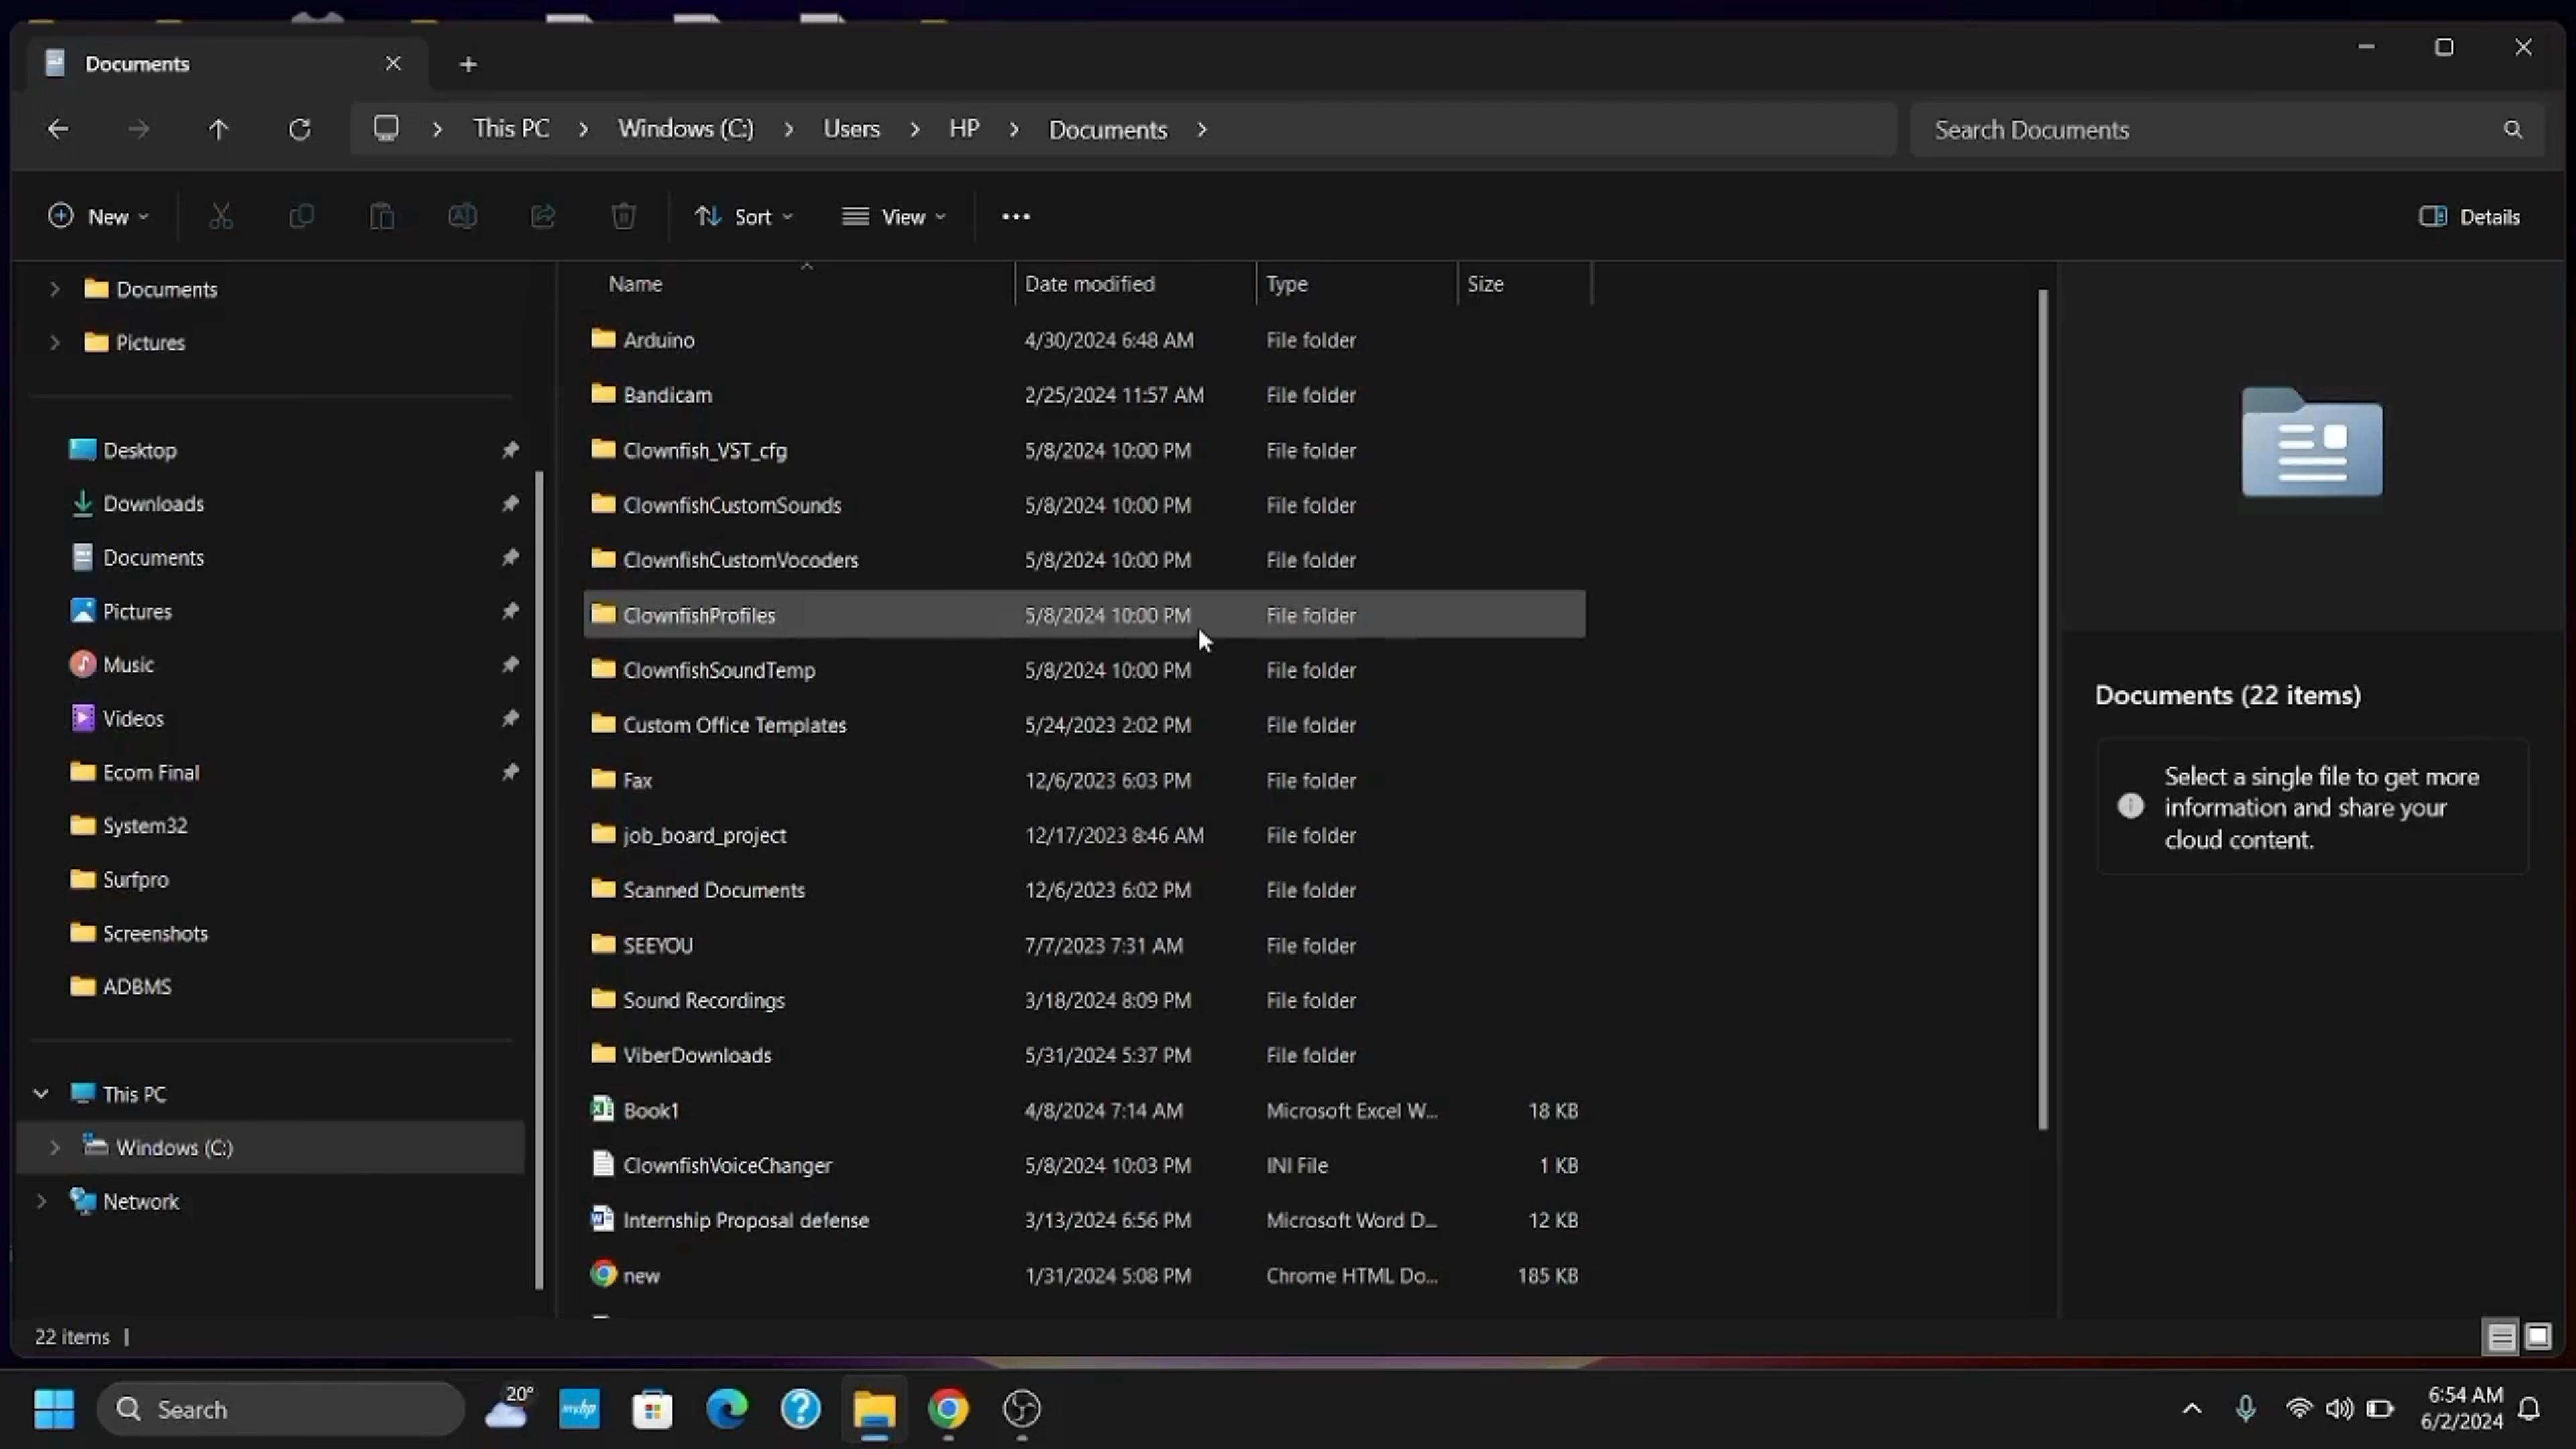 Documents
This PC > Windows (C:) > Users > HP > Documents >
Search Documents
New
Sort
View
Details
Documents
Pictures
Desktop
Downloads
Documents
Pictures
Music
Videos
Ecom Final
System32
Surfpro
Screenshots
ADBMS
This PC
Windows (C:)
Network
Name Date modified Type Size
Arduino 4/30/2024 6:48 AM File folder
Bandicam 2/25/2024 11:57 AM File folder
Clownfish_VST_cfg 5/8/2024 10:00 PM File folder
ClownfishCustomSounds 5/8/2024 10:00 PM File folder
ClownfishCustomVocoders 5/8/2024 10:00 PM File folder
ClownfishProfiles 5/8/2024 10:00 PM File folder
ClownfishSoundTemp 5/8/2024 10:00 PM File folder
Custom Office Templates 5/24/2023 2:02 PM File folder
Fax 12/6/2023 6:03 PM File folder
job_board_project 12/17/2023 8:46 AM File folder
Scanned Documents 12/6/2023 6:02 PM File folder
SEEYOU 7/7/2023 7:31 AM File folder
Sound Recordings 3/18/2024 8:09 PM File folder
ViberDownloads 5/31/2024 5:37 PM File folder
Book1 4/8/2024 7:14 AM Microsoft Excel W... 18 KB
ClownfishVoiceChanger 5/8/2024 10:03 PM INI File 1 KB
Internship Proposal defense 3/13/2024 6:56 PM Microsoft Word D... 12 KB
new 1/31/2024 5:08 PM Chrome HTML Do... 185 KB
Documents (22 items)
Select a single file to get more
information and share your
cloud content.
22 items
Search
20°
myhp
6:54 AM
6/2/2024